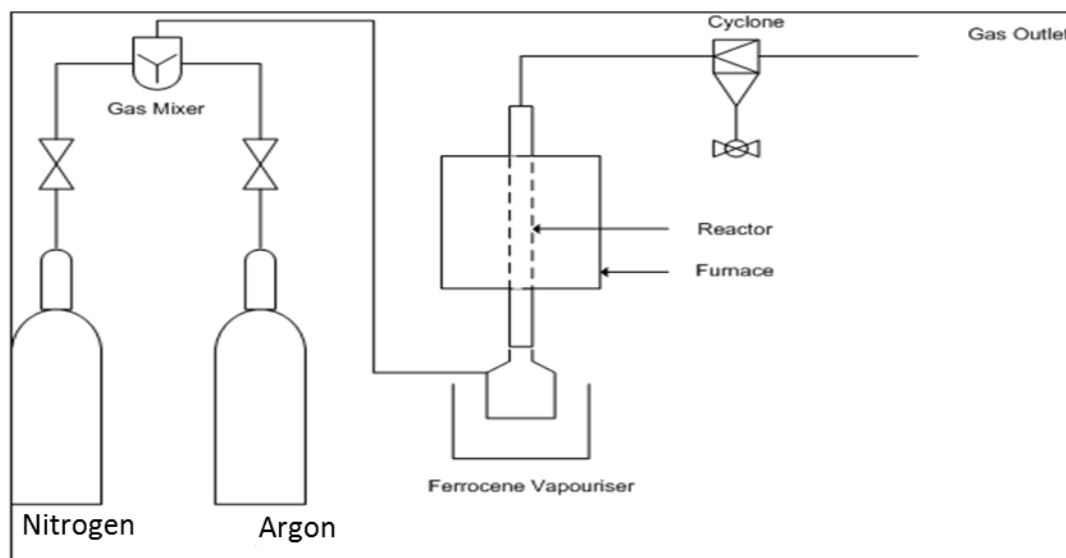 Cyclone
Gas Outlet
Gas Mixer
Reactor
Furnace
Ferrocene Vapouriser
Nitrogen
Argon